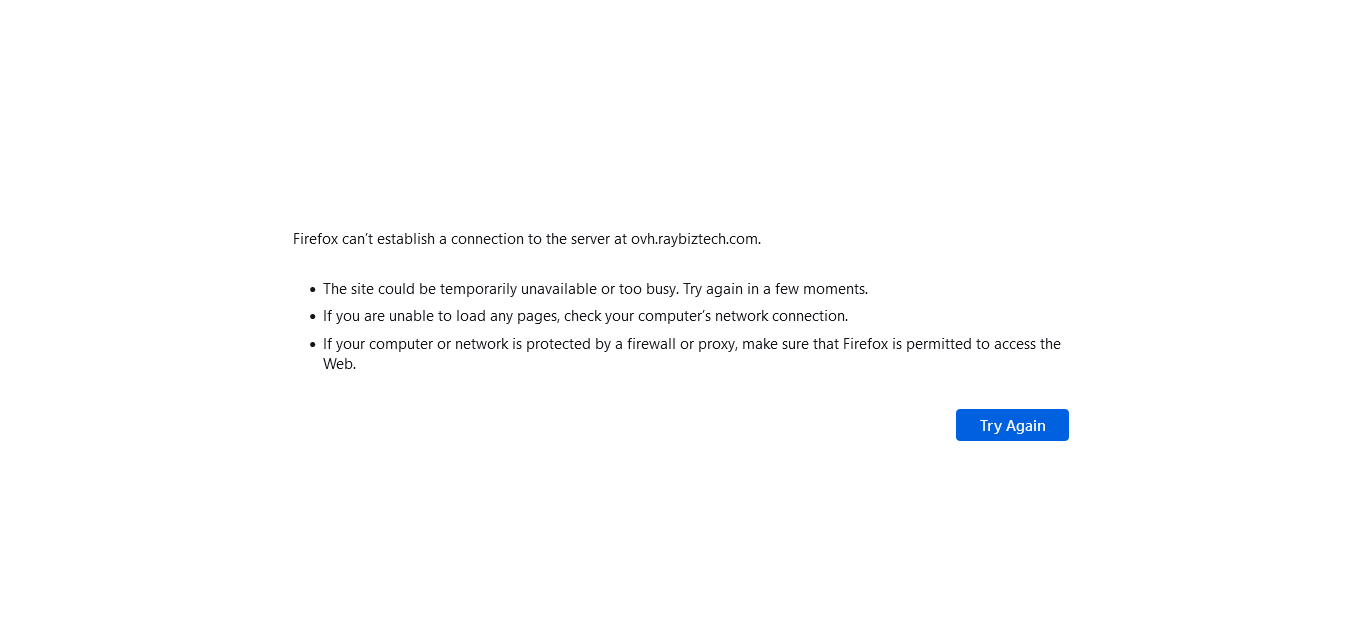 Firefox can’t establish a connection to the server at ovh.raybiztech.com.
• The site could be temporarily unavailable or too busy. Try again in a few moments.
• If you are unable to load any pages, check your computer’s network connection.
• If your computer or network is protected by a firewall or proxy, make sure that Firefox is permitted to access the
Web.
Try Again